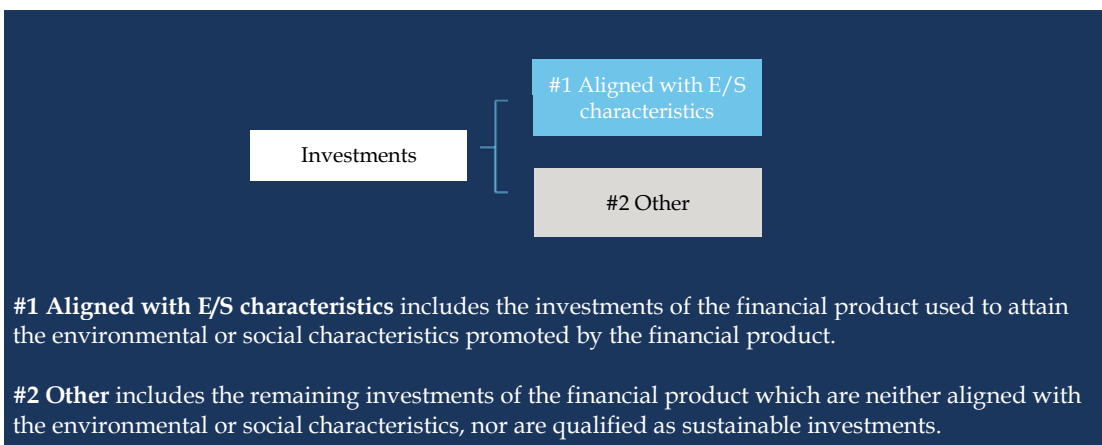 #1 Aligned with E/S
characteristics
Investments
#2 Other
#1 Aligned with E/S characteristics includes the investments of the financial product used to attain
the environmental or social characteristics promoted by the financial product.
#2 Other includes the remaining investments of the financial product which are neither aligned with
the environmental or social characteristics, nor are qualified as sustainable investments.